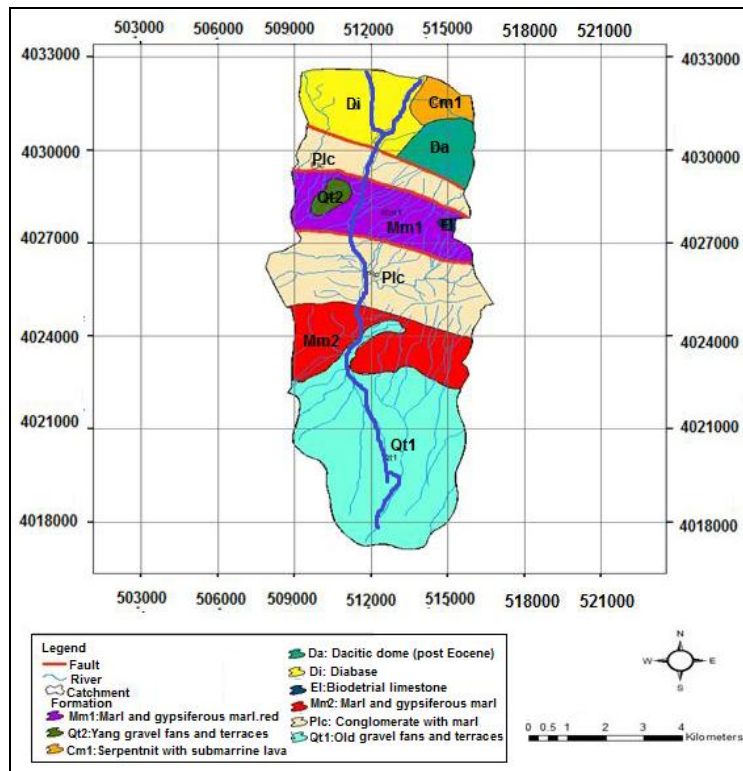 503000 506000 509000 512000 515000 518000 521000
4033000 4033000
Di Cm1
4030000 Da 4030000
Plc
Qt2
Mm1 El
4027000 4027000
Plc
4024000 Mm2 4024000
4021000 4021000
Qt1
4018000 4018000
503000 506000 509000 512000 515000 518000 521000
Legend
Fault
River
Catchment
Formation
Mm1:Marl and gypsiferous marl.red
Qt2:Yang gravel fans and terraces
Cm1:Serpentnit with submarine lava
Da: Dacitic dome (post Eocene)
Di: Diabase
El:Biodetrial limestone
Mm2: Marl and gypsiferous marl
Plc: Conglomerate with marl
Qt1:Old gravel fans and terraces
N
W E
S
0 0.5 1 2 3 4
Kilometers